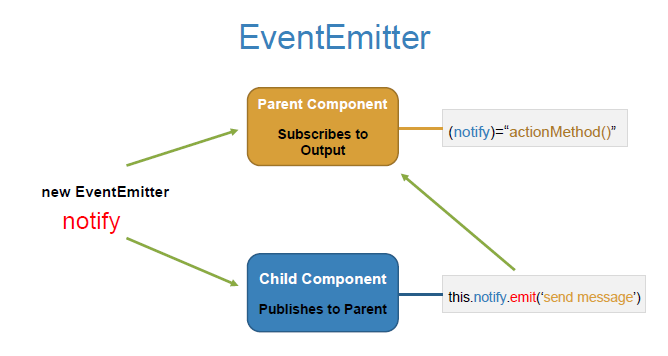 EventEmitter
Parent Component
Subscribes to
Output
(notify)=“actionMethod()”
new EventEmitter
notify
Child Component
Publishes to Parent
this.notify.emit(‘send message’)